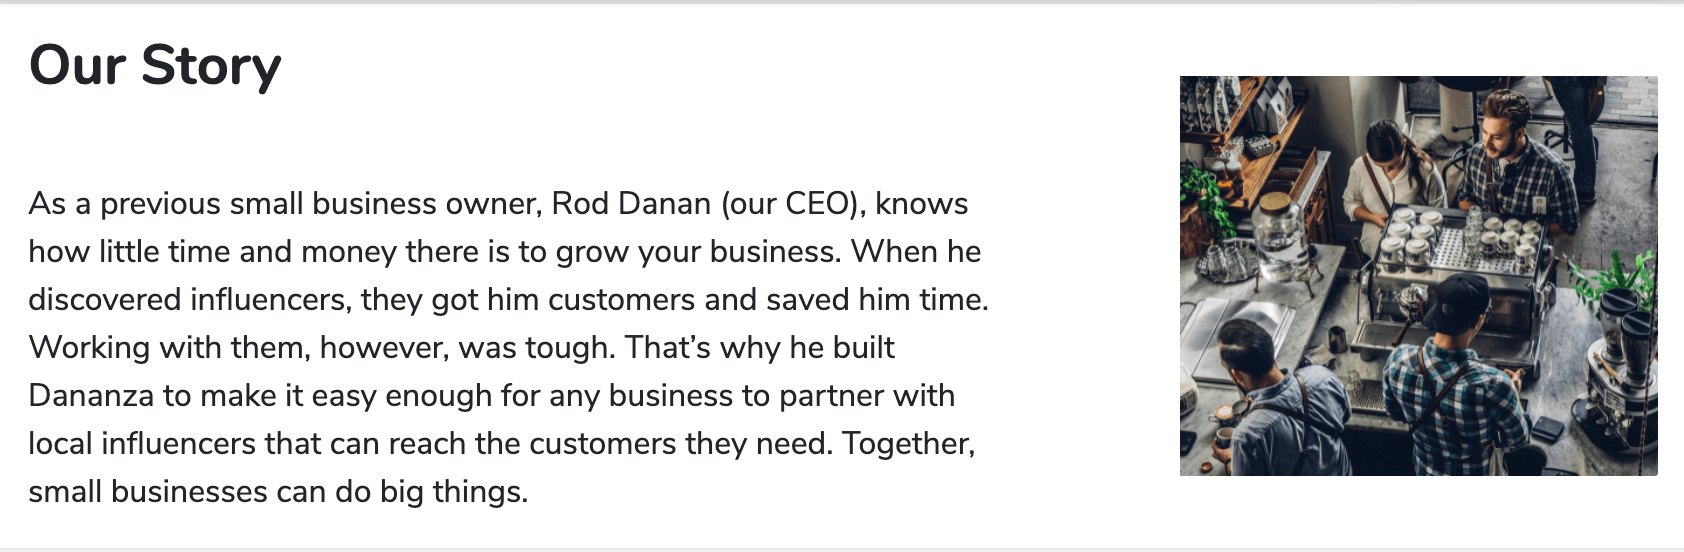 Our Story
As a previous small business owner, Rod Danan (our CEO), knows
how little time and money there is to grow your business. When he
discovered influencers, they got him customers and saved him time.
Working with them, however, was tough. That’s why he built
Dananza to make it easy enough for any business to partner with
local influencers that can reach the customers they need. Together,
small businesses can do big things.